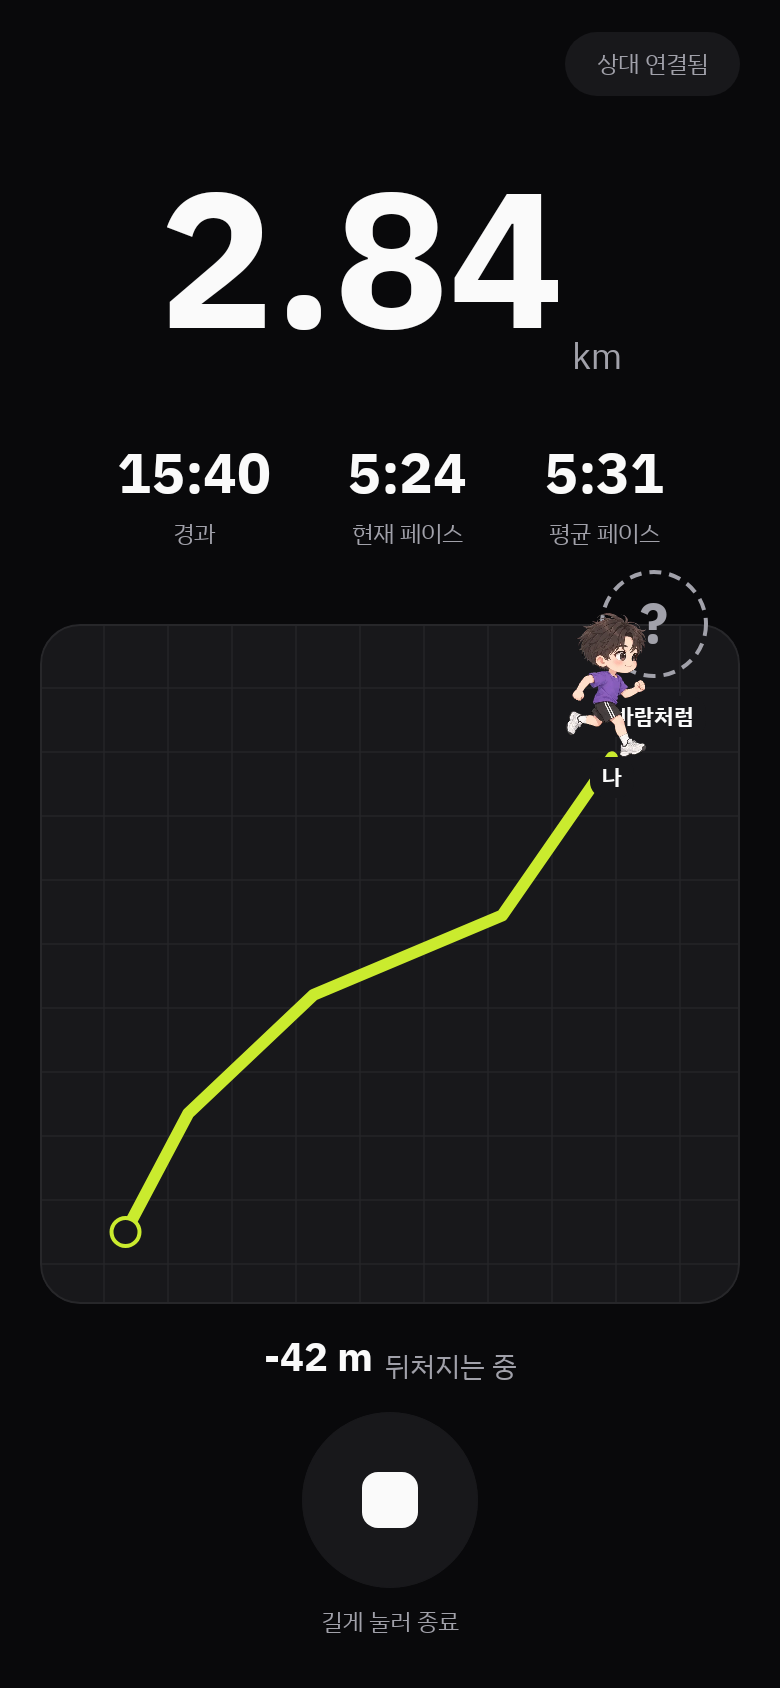 상대 연결됨
2.84 km
15:40 5:24 5:31
경과 현재 페이스 평균 페이스
?
바람처럼
나
-42 m 뒤처지는 중
길게 눌러 종료